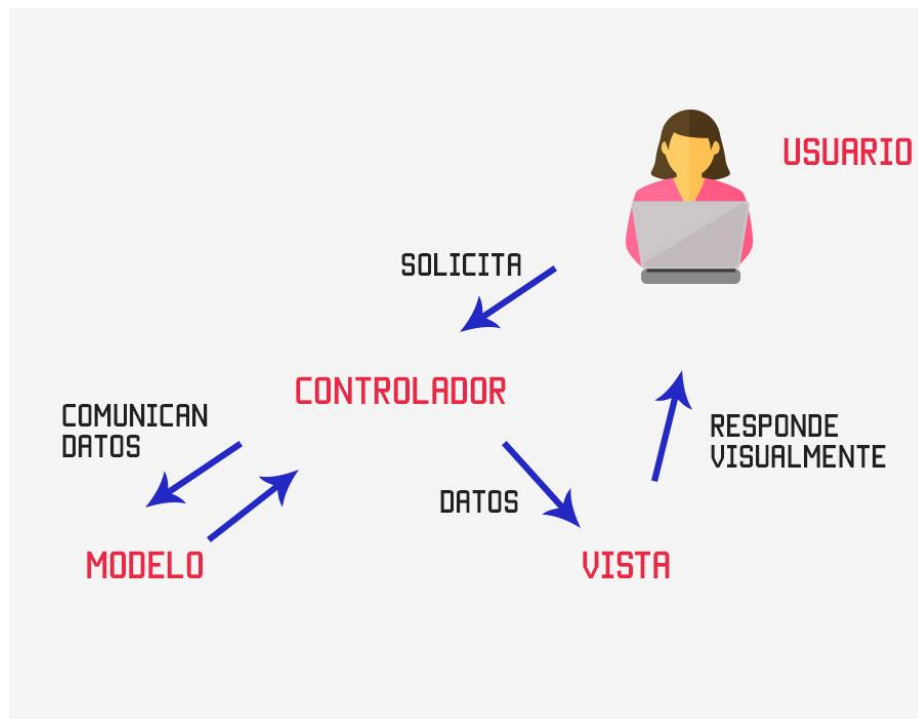 USUARIO
SOLICITA
CONTROLADOR
COMUNICAN
DATOS
RESPONDE
VISUALMENTE
DATOS
MODELO
VISTA